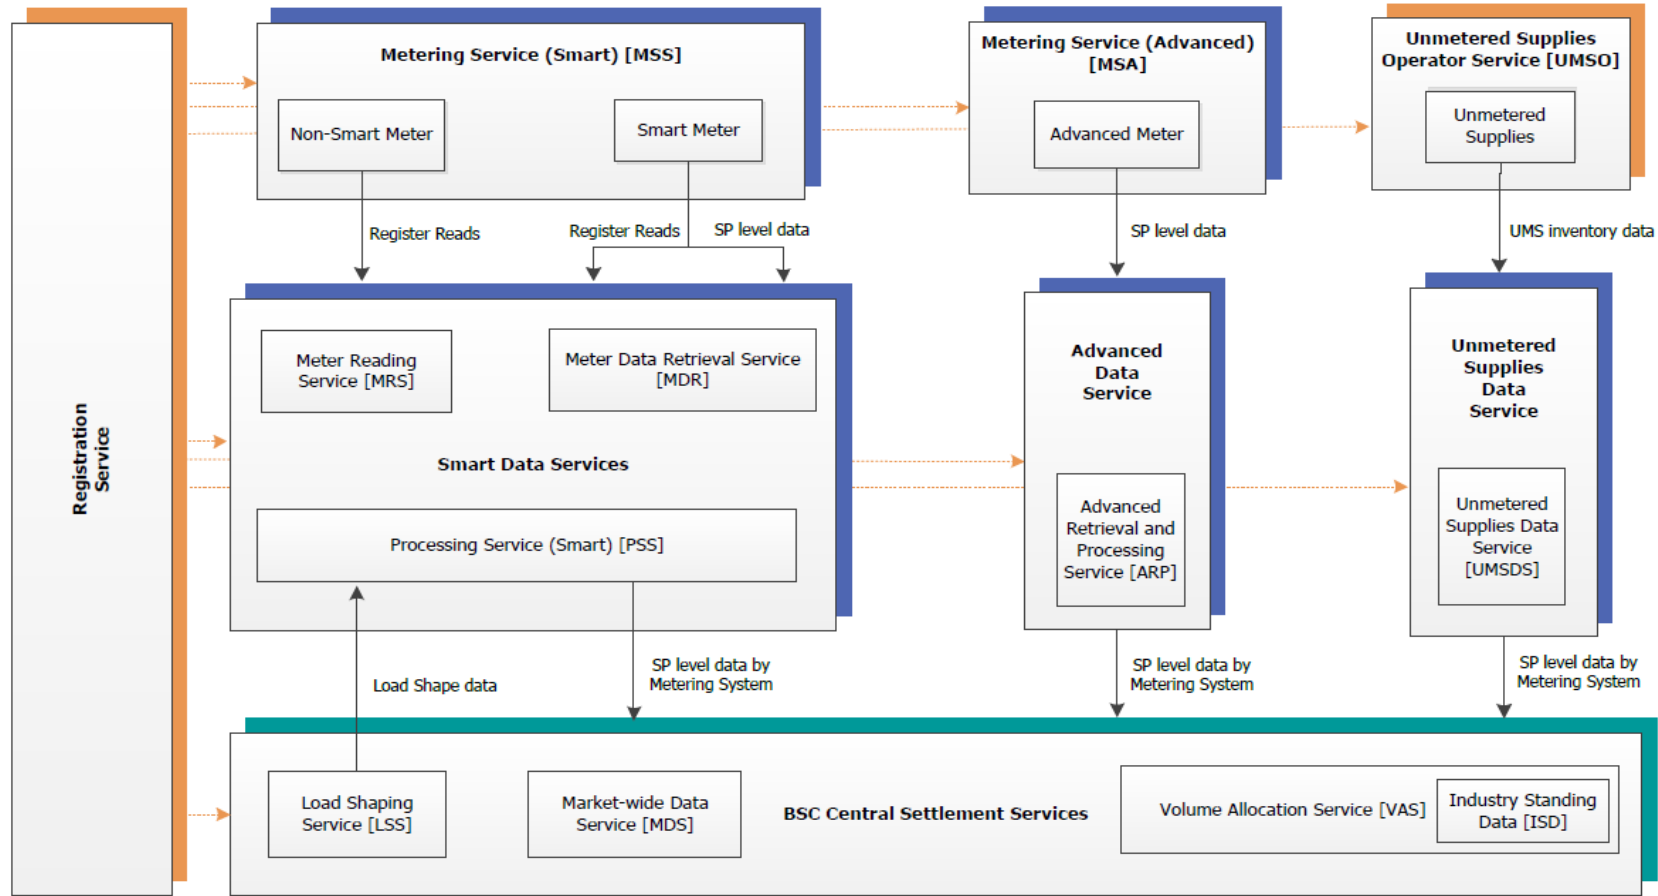 Metering Service (Smart) [MSS]
Non-Smart Meter
Smart Meter
Metering Service (Advanced)
[MSA]
Advanced Meter
Unmetered Supplies
Operator Service [UMSO]
Unmetered
Supplies
Register Reads
Register Reads
SP level data
SP level data
UMS inventory data
Registration
Service
Meter Reading
Service [MRS]
Meter Data Retrieval Service
[MDR]
Smart Data Services
Processing Service (Smart) [PSS]
Advanced
Data
Service
Advanced
Retrieval and
Processing
Service [ARP]
Unmetered
Supplies
Data
Service
Unmetered
Supplies Data
Service
[UMSDS]
Load Shape data
SP level data by
Metering System
SP level data by
Metering System
SP level data by
Metering System
Load Shaping
Service [LSS]
Market-wide Data
Service [MDS]
BSC Central Settlement Services
Volume Allocation Service [VAS]
Industry Standing
Data [ISD]